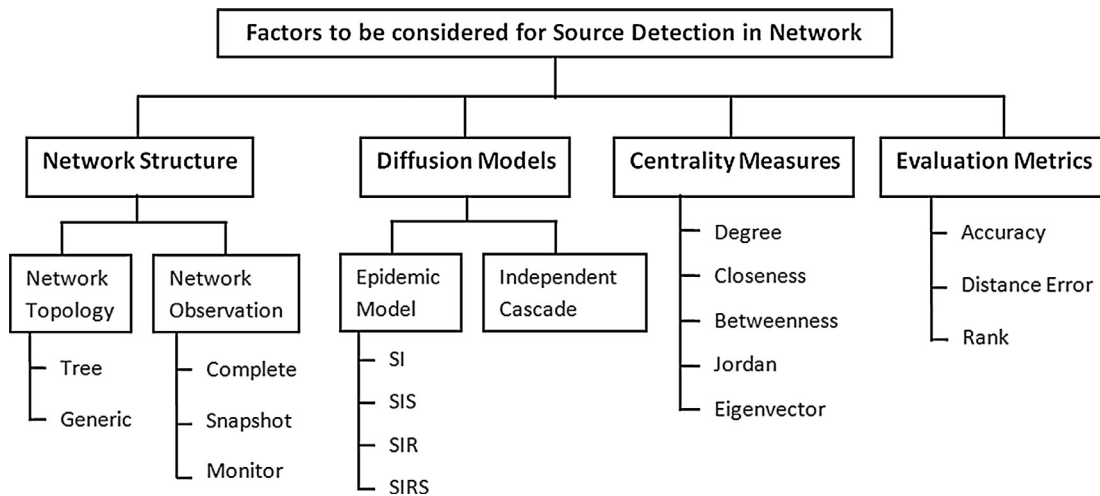 Factors to be considered for Source Detection in Network
Network Structure
Diffusion Models
Centrality Measures
Evaluation Metrics
Network
Topology
Tree
Generic
Network
Observation
Complete
Snapshot
Monitor
Epidemic
Model
SI
SIS
SIR
SIRS
Independent
Cascade
Degree
Closeness
Betweenness
Jordan
Eigenvector
Accuracy
Distance Error
Rank